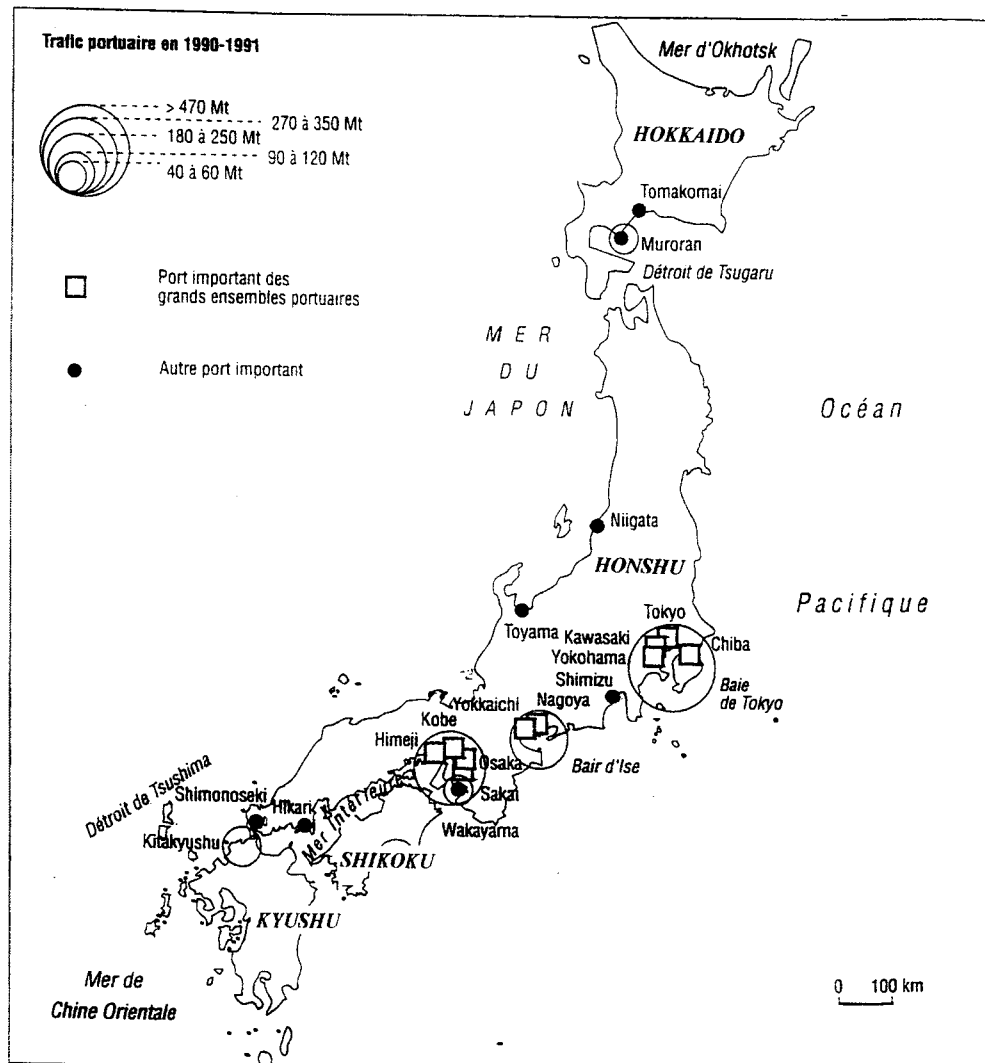 Trafic portuaire en 1990-1991
> 470 Mt
270 à 350 Mt
180 à 250 Mt
90 à 120 Mt
40 à 60 Mt
Port important des
grands ensembles portuaires
Autre port important
Mer d'Okhotsk
HOKKAIDO
Tomakomai
Muroran
Détroit de Tsugaru
MER
DU
JAPON
Océan
Pacifique
Niigata
HONSHU
Toyama
Tokyo
Kawasaki
Chiba
Yokohama
Shimizu
Baie
de Tokyo
Yokkaichi
Nagoya
Kobe
Himeji
Osaka
Bair d'Ise
Sakai
Wakayama
Détroit de Tsushima
Shimonoseki
Hikari
Mer Intérieure
Kitakyushu
SHIKOKU
KYUSHU
Mer de
Chine Orientale
0 100 km